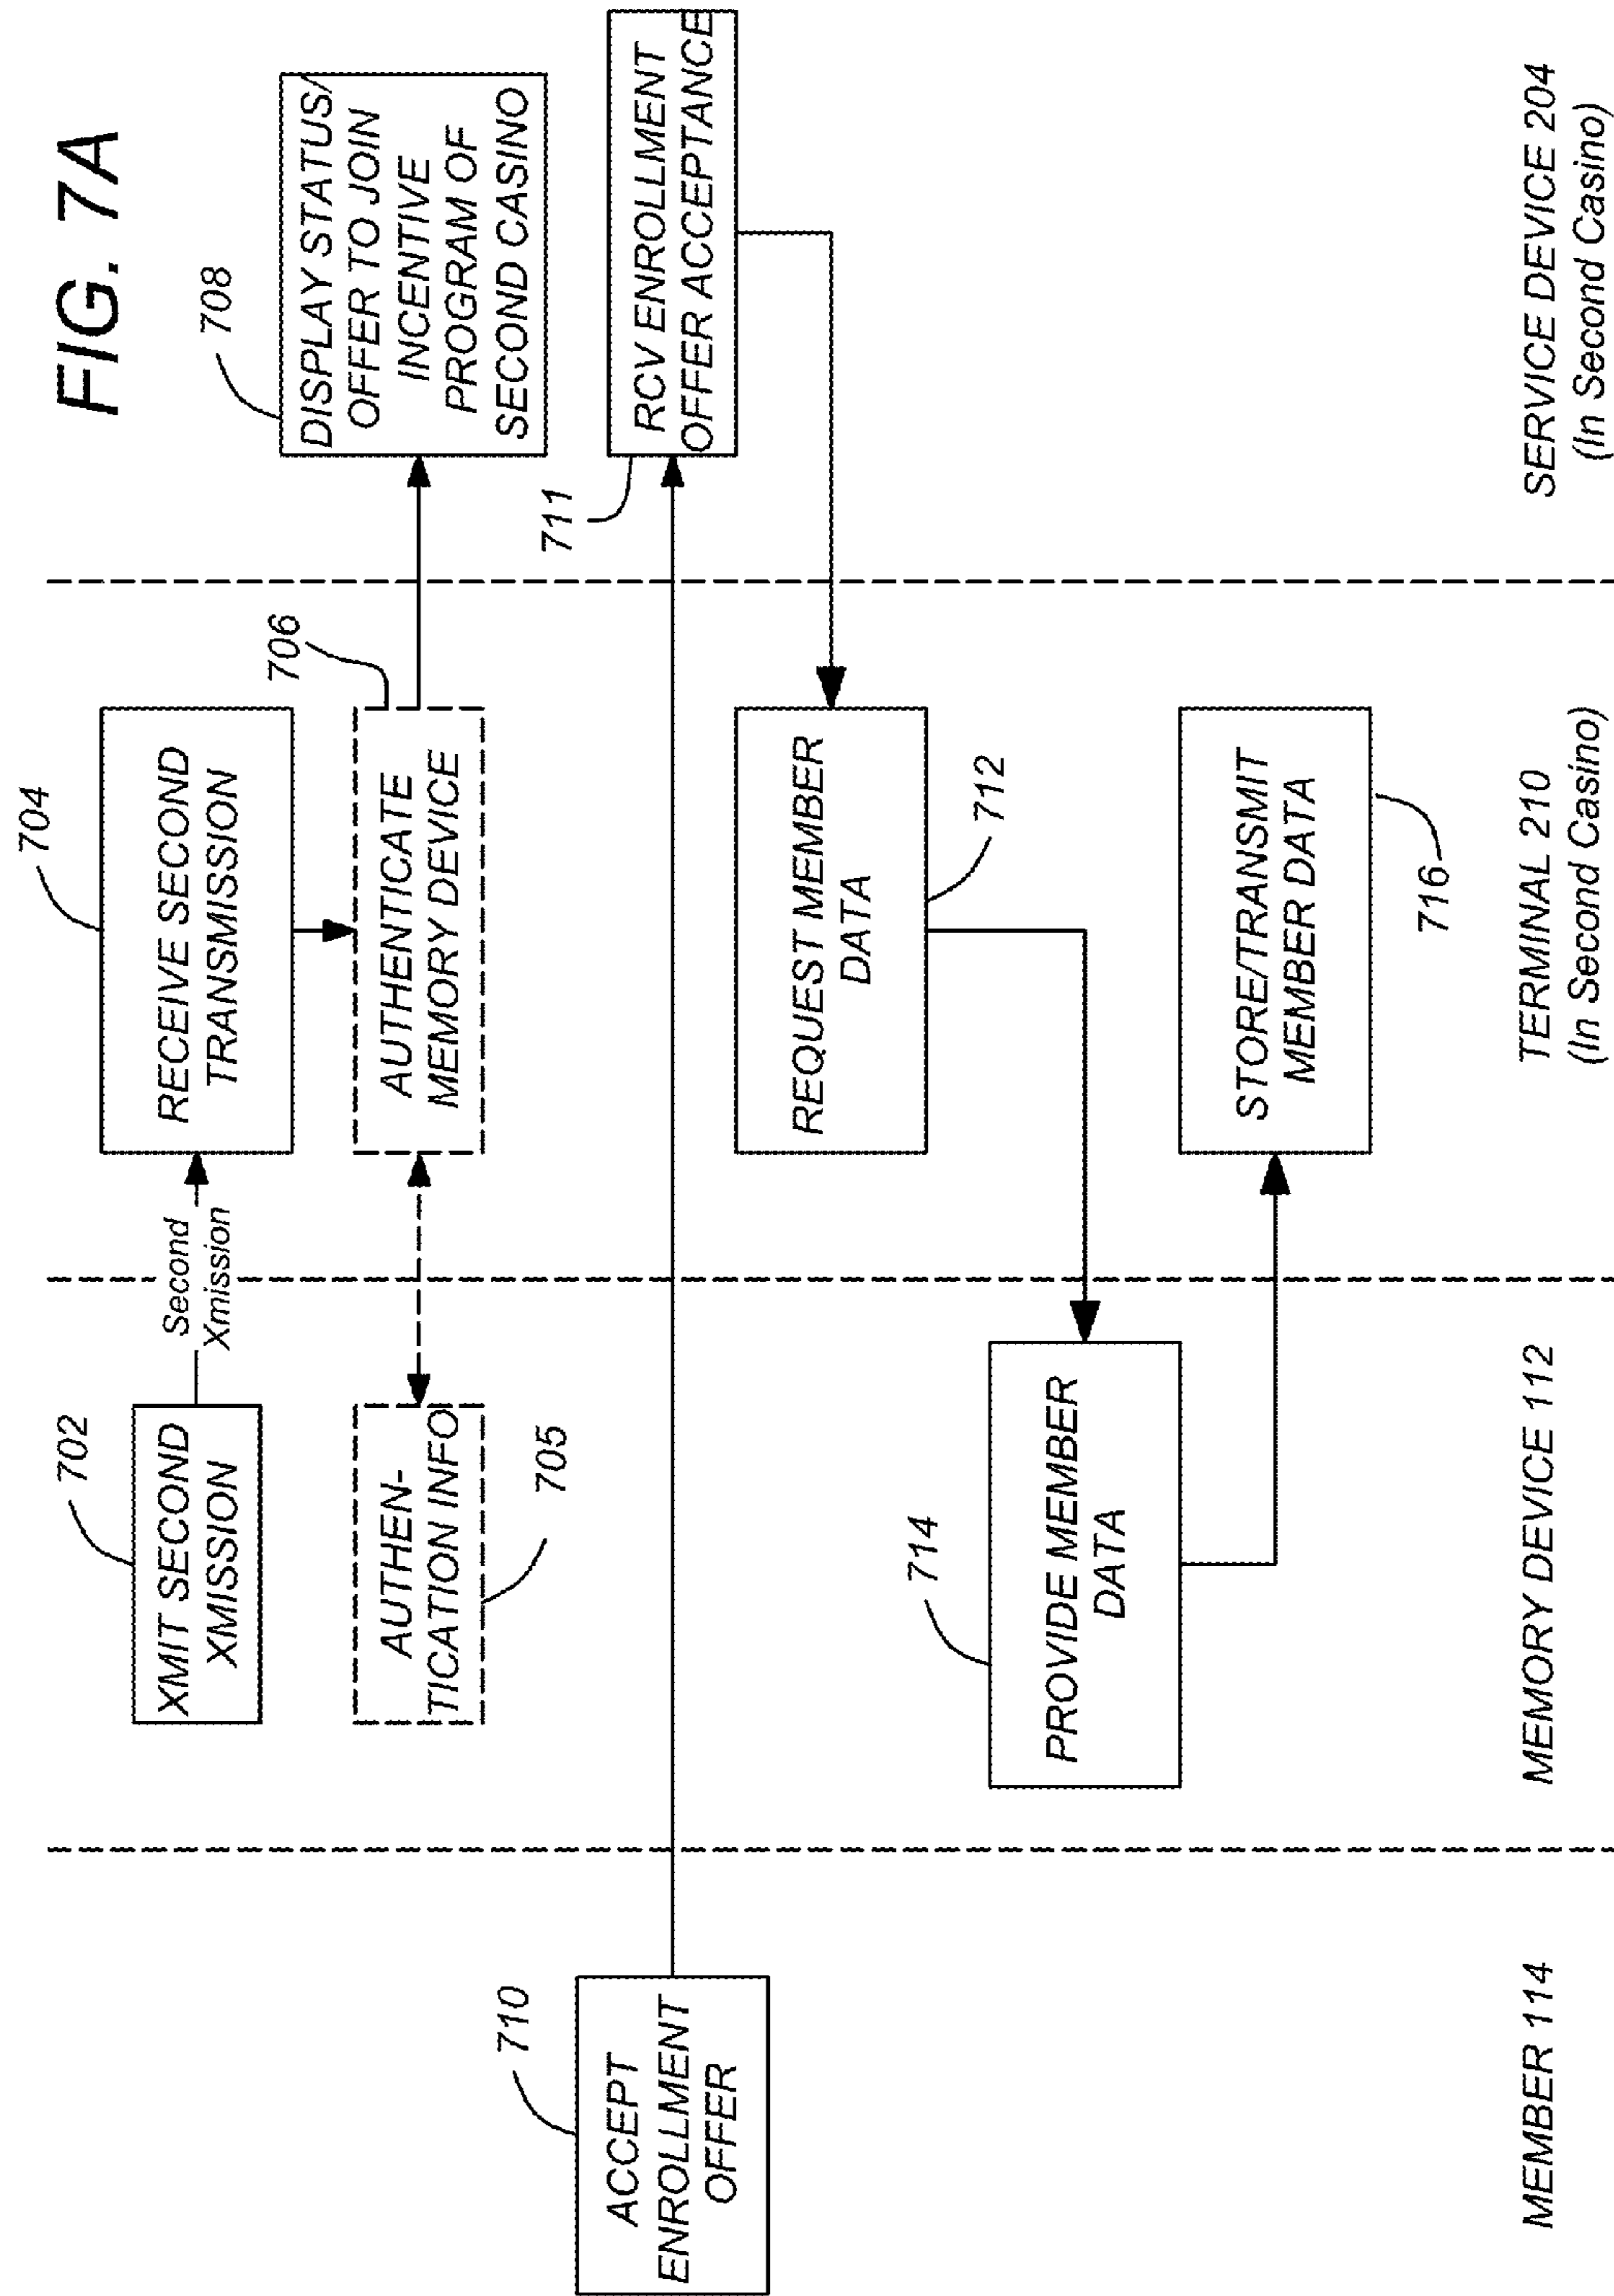 FIG. 7A
702
XMIT SECOND
XMISSION
Second
Xmission
704
RECEIVE SECOND
TRANSMISSION
AUTHEN-
TICATION INFO
705
706
AUTHENTICATE
MEMORY DEVICE
708
DISPLAY STATUS/
OFFER TO JOIN
INCENTIVE
PROGRAM OF
SECOND CASINO
710
ACCEPT
ENROLLMENT
OFFER
711
RCV ENROLLMENT
OFFER ACCEPTANCE
REQUEST MEMBER
DATA
712
714
PROVIDE MEMBER
DATA
STORE/TRANSMIT
MEMBER DATA
716
MEMBER 114
MEMORY DEVICE 112
TERMINAL 210
(In Second Casino)
SERVICE DEVICE 204
(In Second Casino)